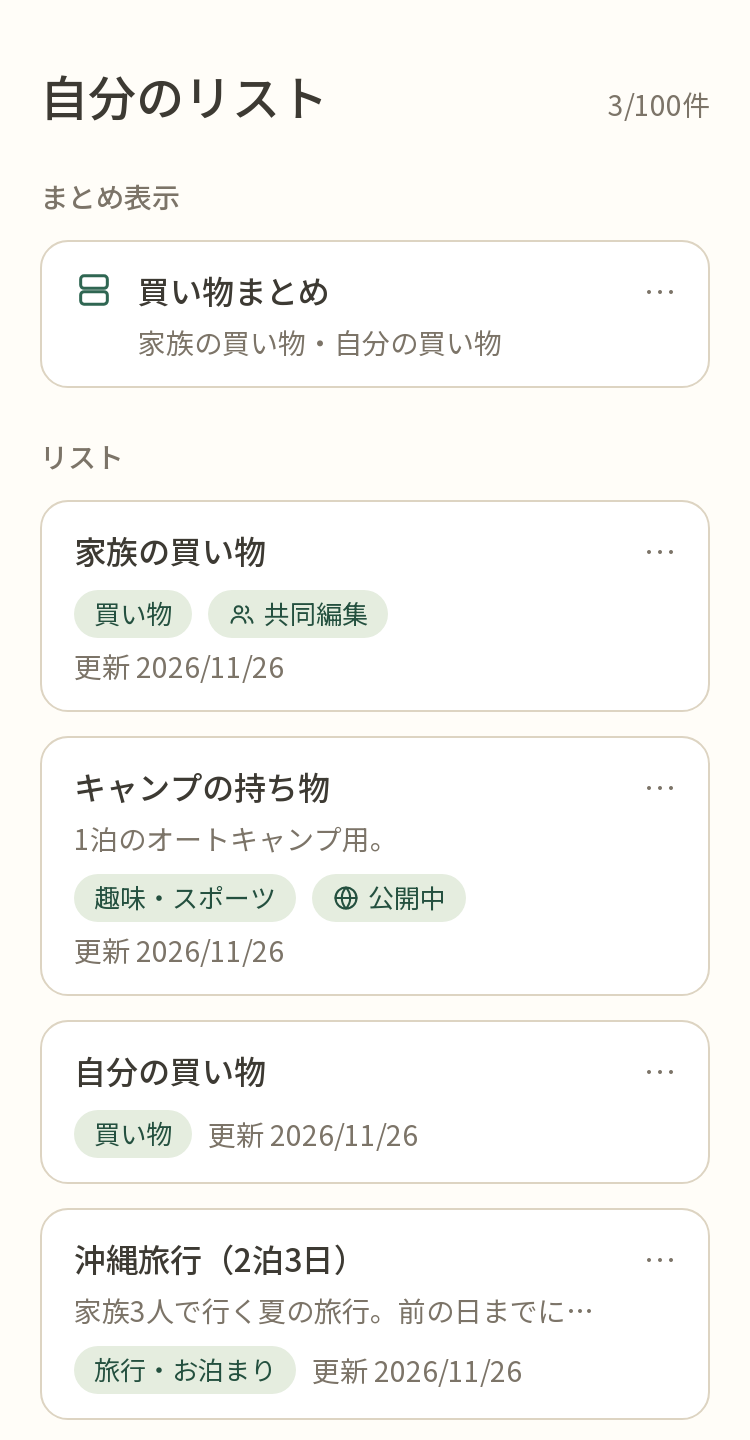 自分のリスト
3/100件
まとめ表示
買い物まとめ
家族の買い物・自分の買い物
リスト
家族の買い物
買い物 共同編集
更新 2026/11/26
キャンプの持ち物
1泊のオートキャンプ用。
趣味・スポーツ 公開中
更新 2026/11/26
自分の買い物
買い物 更新 2026/11/26
沖縄旅行（2泊3日）
家族3人で行く夏の旅行。前の日までに…
旅行・お泊まり 更新 2026/11/26